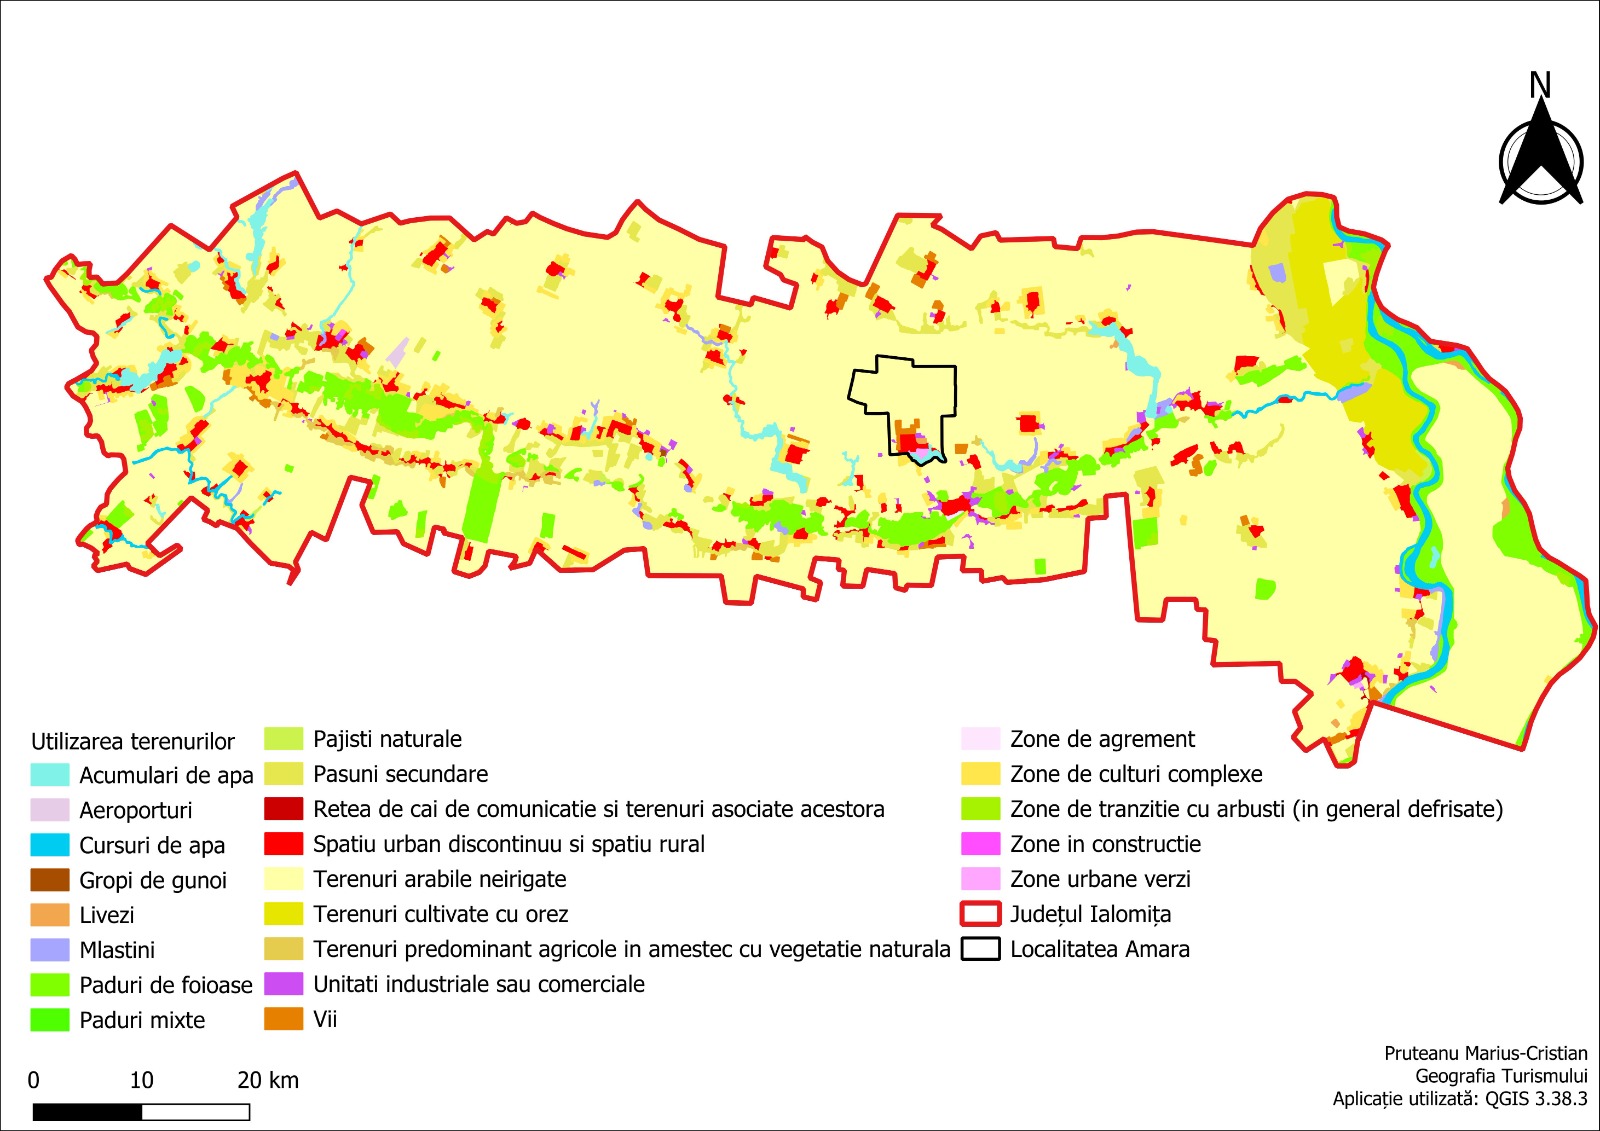 N
Utilizarea terenurilor
Acumulari de apa
Aeroporturi
Cursuri de apa
Gropi de gunoi
Livezi
Mlastini
Paduri de foioase
Paduri mixte
Pajisti naturale
Pasuni secundare
Retea de cai de comunicatie si terenuri asociate acestora
Spatiu urban discontinuu si spatiu rural
Terenuri arabile neirigate
Terenuri cultivate cu orez
Terenuri predominant agricole in amestec cu vegetatie naturala
Unitati industriale sau comerciale
Vii
Zone de agrement
Zone de culturi complexe
Zone de tranzitie cu arbusti (in general defrisate)
Zone in constructie
Zone urbane verzi
Județul Ialomița
Localitatea Amara
0 10 20 km
Pruteanu Marius-Cristian
Geografia Turismului
Aplicație utilizată: QGIS 3.38.3